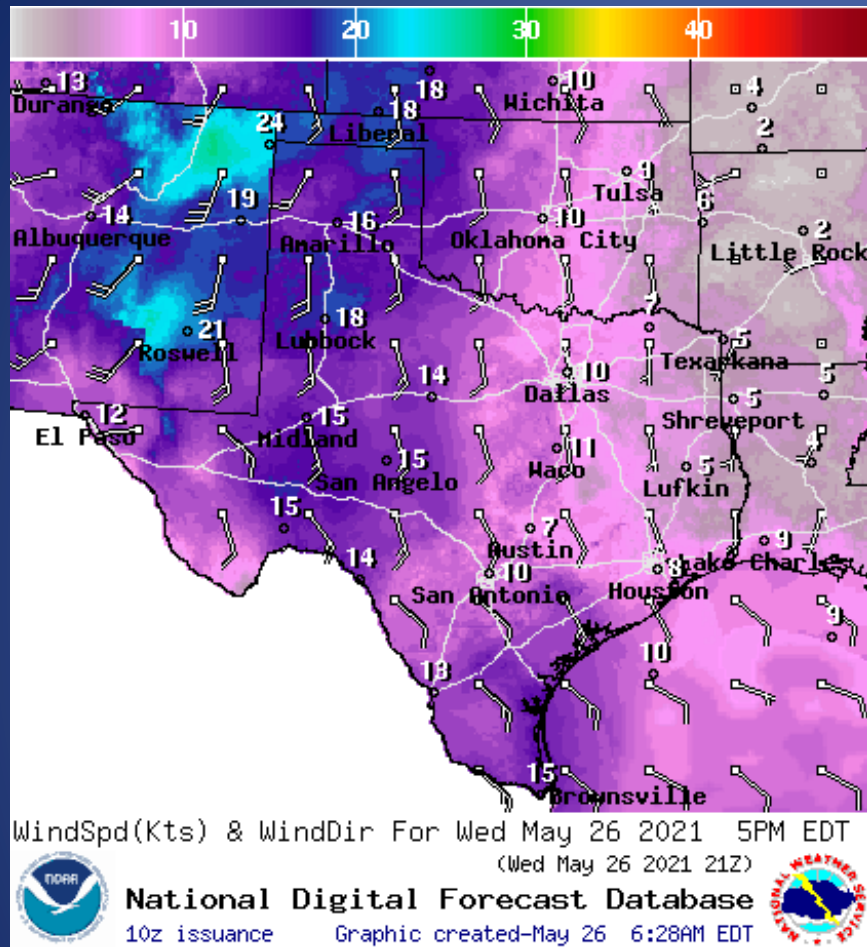 10 20 30 40
13 18 10 4
Durango Liberal Wichita
24 18 2
9
Tulsa
14 19 16 10 6 2
Albuquerque Amarillo Oklahoma City Little Rock
21 18 7
Roswell Lubbock 5
Texarkana
14 10 5 5
Dallas
12 15 Shreveport
El Paso Midland 11 4
15 Waco 5
San Angelo Lufkin
15 7 9
Austin Lake Charles
14 10 8
San Antonio Houston
9
13 10
15
Brownsville
WindSpd(Kts) & WindDir For Wed May 26 2021 5PM EDT
(Wed May 26 2021 21Z)
NOAA
National Digital Forecast Database
10z issuance Graphic created-May 26 6:28AM EDT
NATIONAL WEATHER SERVICE